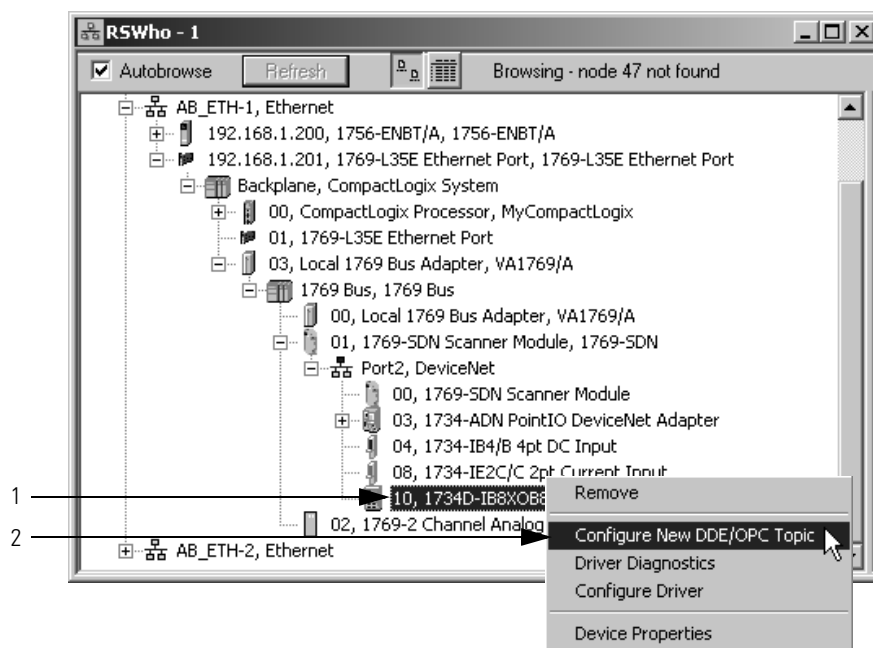 RSWho - 1
Autobrowse Refresh Browsing - node 47 not found
AB_ETH-1, Ethernet
192.168.1.200, 1756-ENBT/A, 1756-ENBT/A
192.168.1.201, 1769-L35E Ethernet Port, 1769-L35E Ethernet Port
Backplane, CompactLogix System
00, CompactLogix Processor, MyCompactLogix
01, 1769-L35E Ethernet Port
03, Local 1769 Bus Adapter, VA1769/A
1769 Bus, 1769 Bus
00, Local 1769 Bus Adapter, VA1769/A
01, 1769-SDN Scanner Module, 1769-SDN
Port2, DeviceNet
00, 1769-SDN Scanner Module
03, 1734-ADN PointIO DeviceNet Adapter
04, 1734-IB4/B 4pt DC Input
08, 1734-IE2C/C 2pt Current Input
1 10, 1734D-IB8XOB8
2 02, 1769-2 Channel Analog
AB_ETH-2, Ethernet
Remove
Configure New DDE/OPC Topic
Driver Diagnostics
Configure Driver
Device Properties